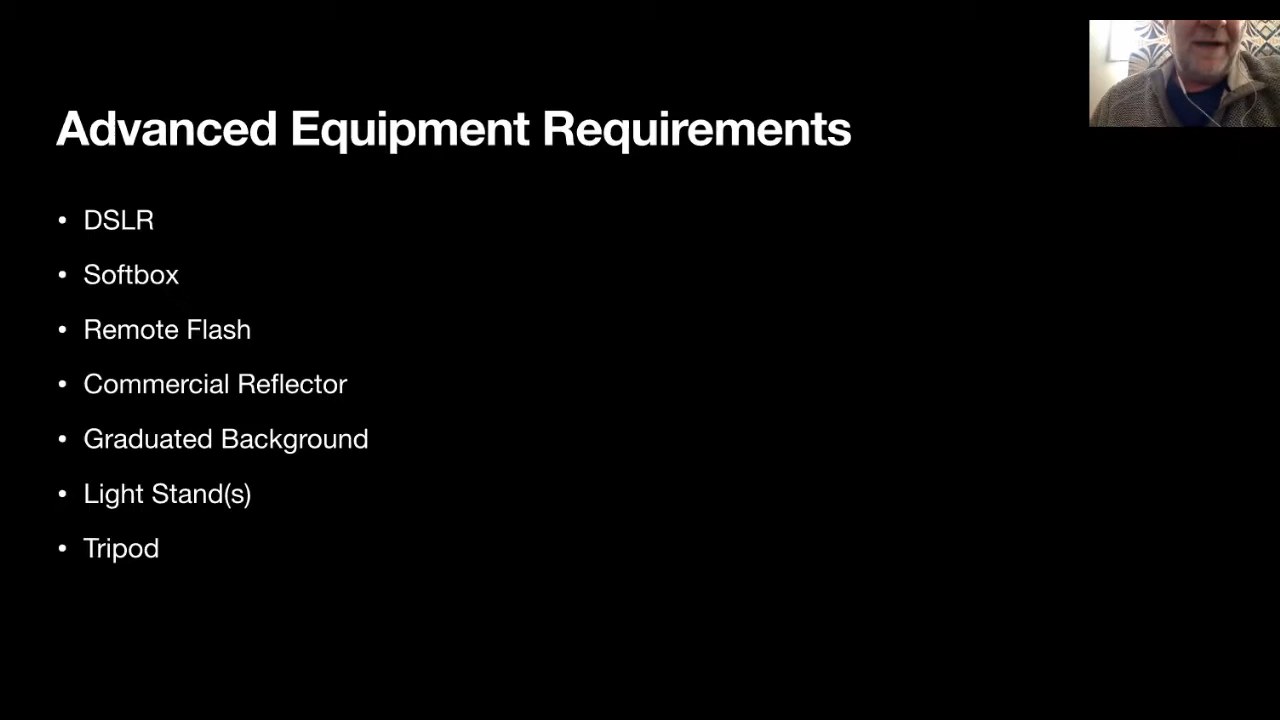 Advanced Equipment Requirements
• DSLR
• Softbox
• Remote Flash
• Commercial Reflector
• Graduated Background
• Light Stand(s)
• Tripod